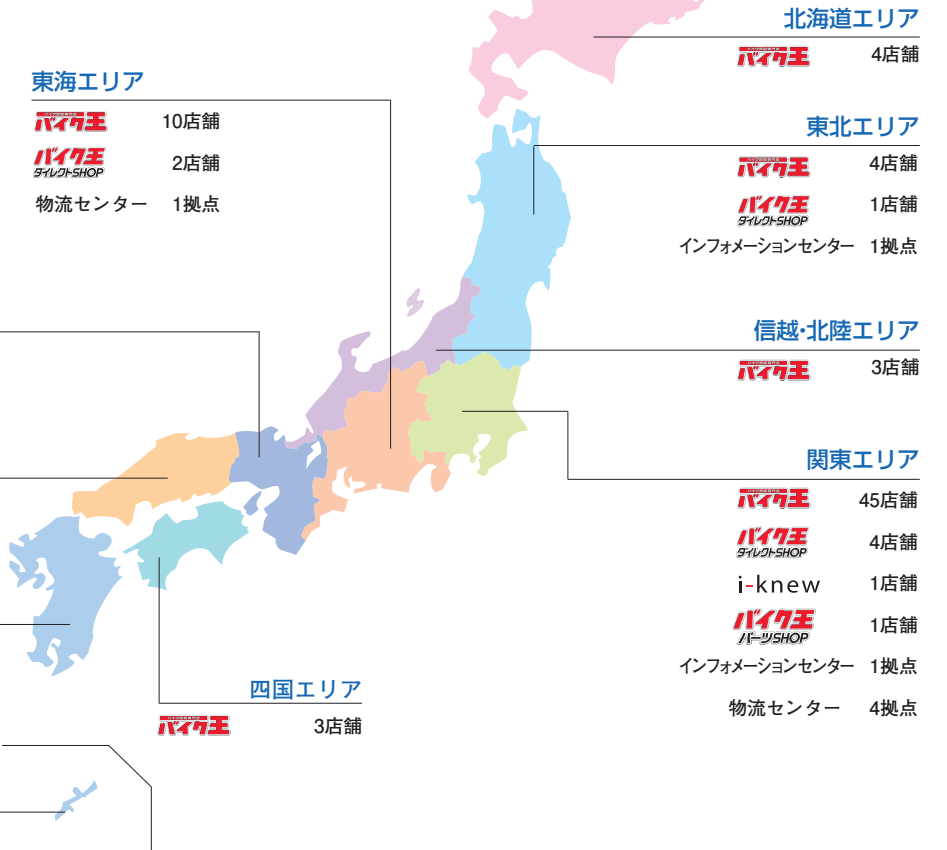 北海道エリア
バイク王 4店舗
東海エリア
バイク王 10店舗
バイク王 ダイレクトSHOP 2店舗
物流センター 1拠点
東北エリア
バイク王 4店舗
バイク王 ダイレクトSHOP 1店舗
インフォメーションセンター 1拠点
信越・北陸エリア
バイク王 3店舗
関東エリア
バイク王 45店舗
バイク王 ダイレクトSHOP 4店舗
i-knew 1店舗
バイク王 パーツSHOP 1店舗
インフォメーションセンター 1拠点
物流センター 4拠点
四国エリア
バイク王 3店舗